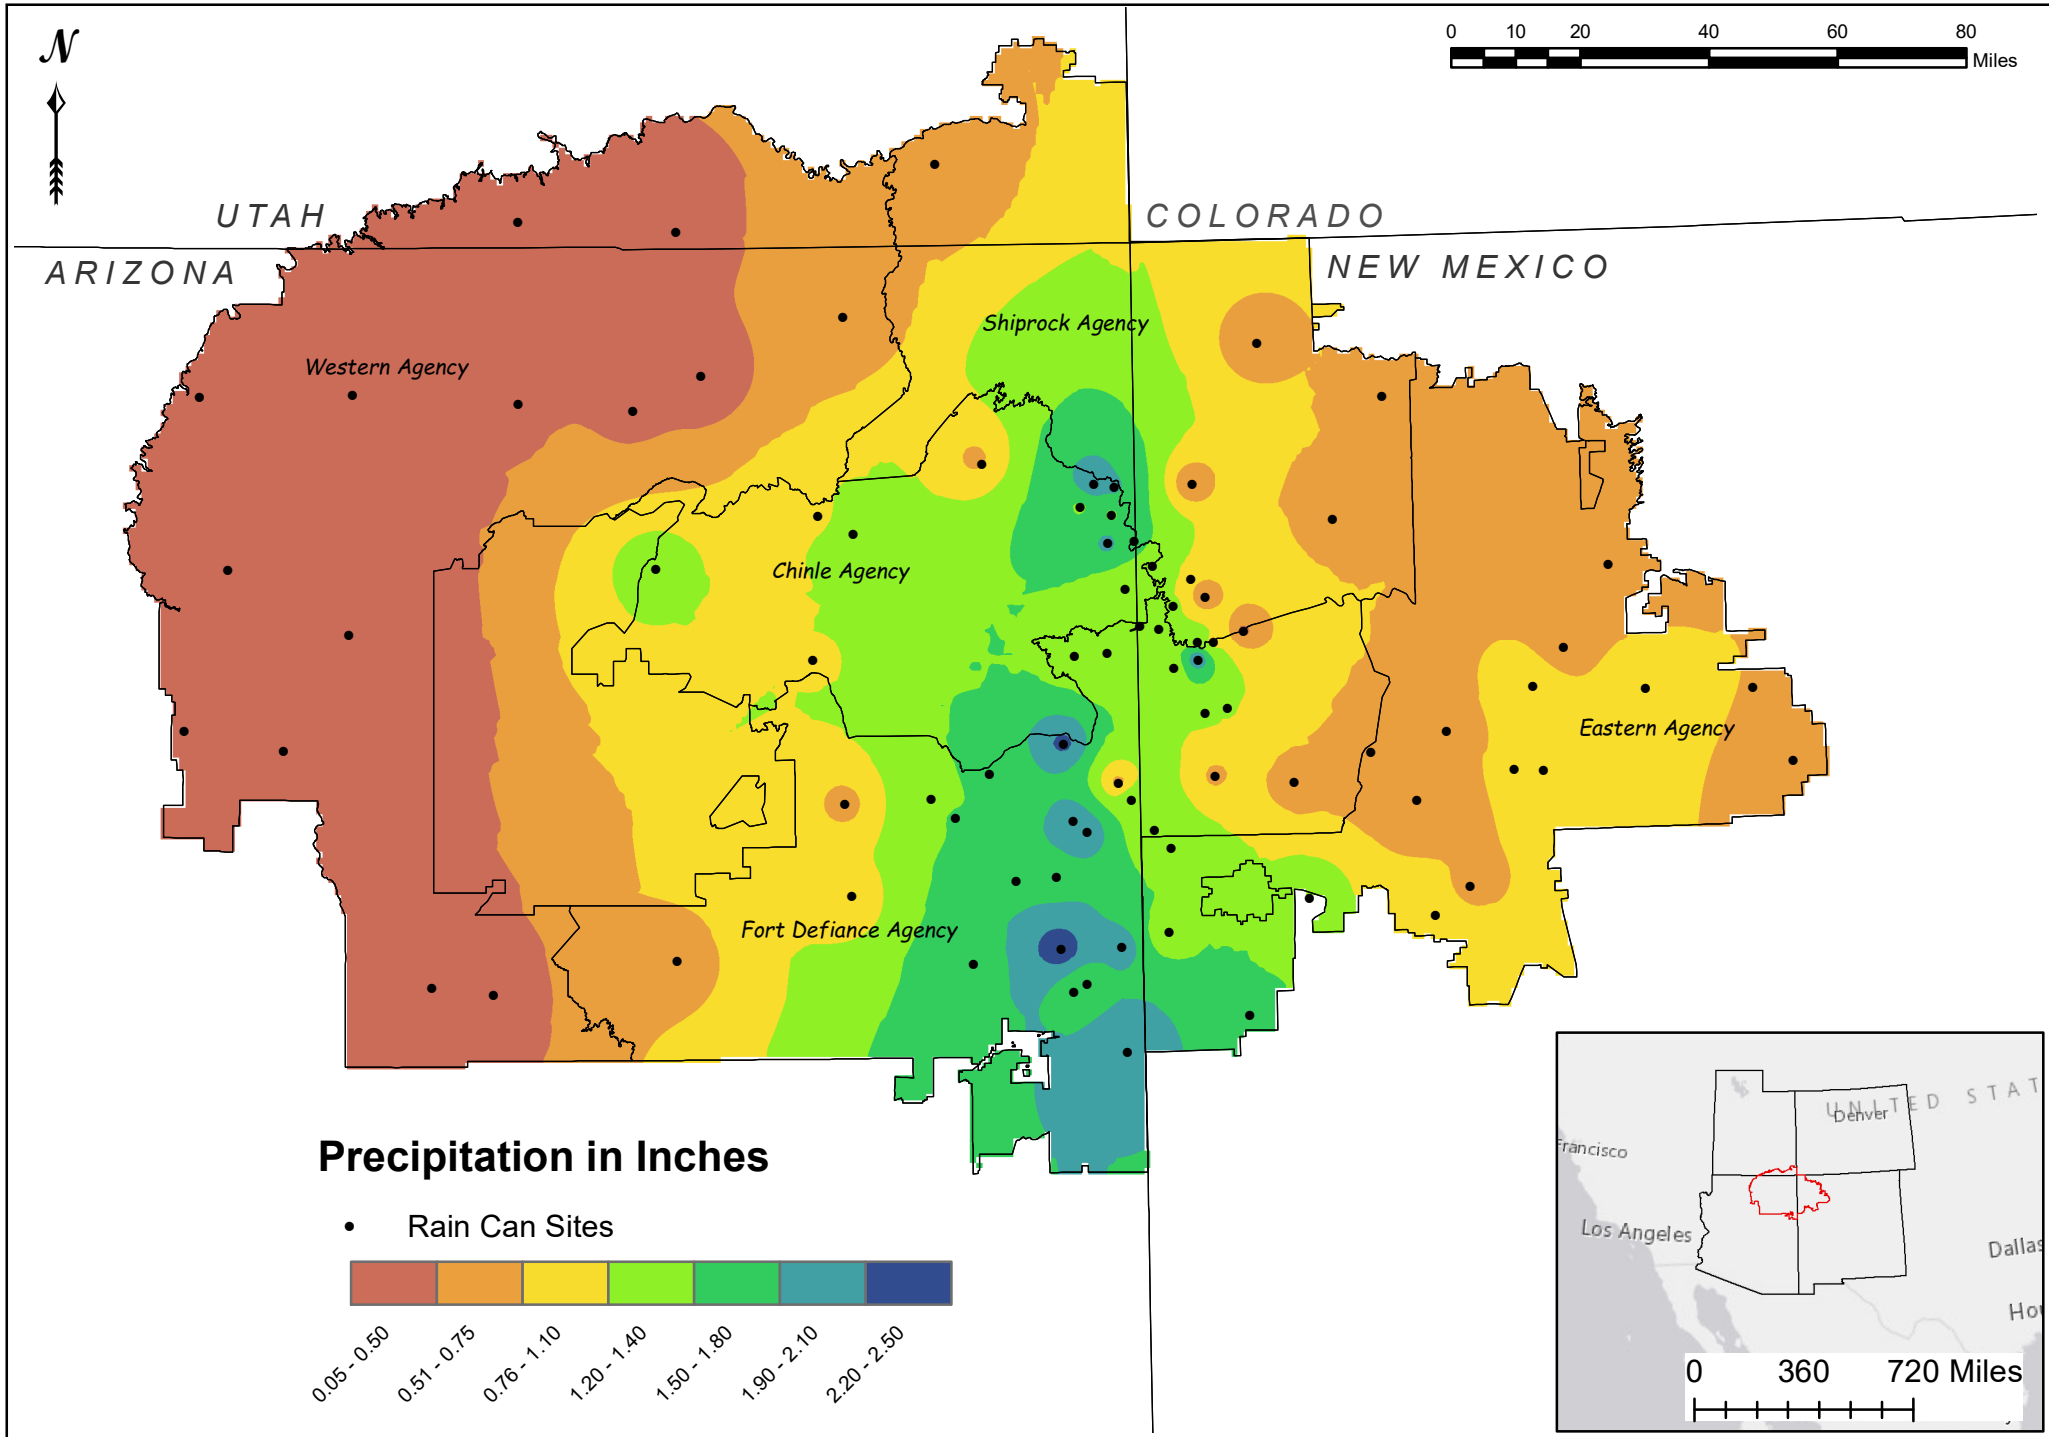 N
0 10 20 40 60 80
Miles
UTAH
COLORADO
ARIZONA
NEW MEXICO
Shiprock Agency
Western Agency
Chinle Agency
Eastern Agency
Fort Defiance Agency
Precipitation in Inches
Rain Can Sites
0.05 - 0.50
0.51 - 0.75
0.76 - 1.10
1.20 - 1.40
1.50 - 1.80
1.90 - 2.10
2.20 - 2.50
UNITED STAT
Denver
Francisco
Los Angeles
Dallas
Hou
0 360 720 Miles